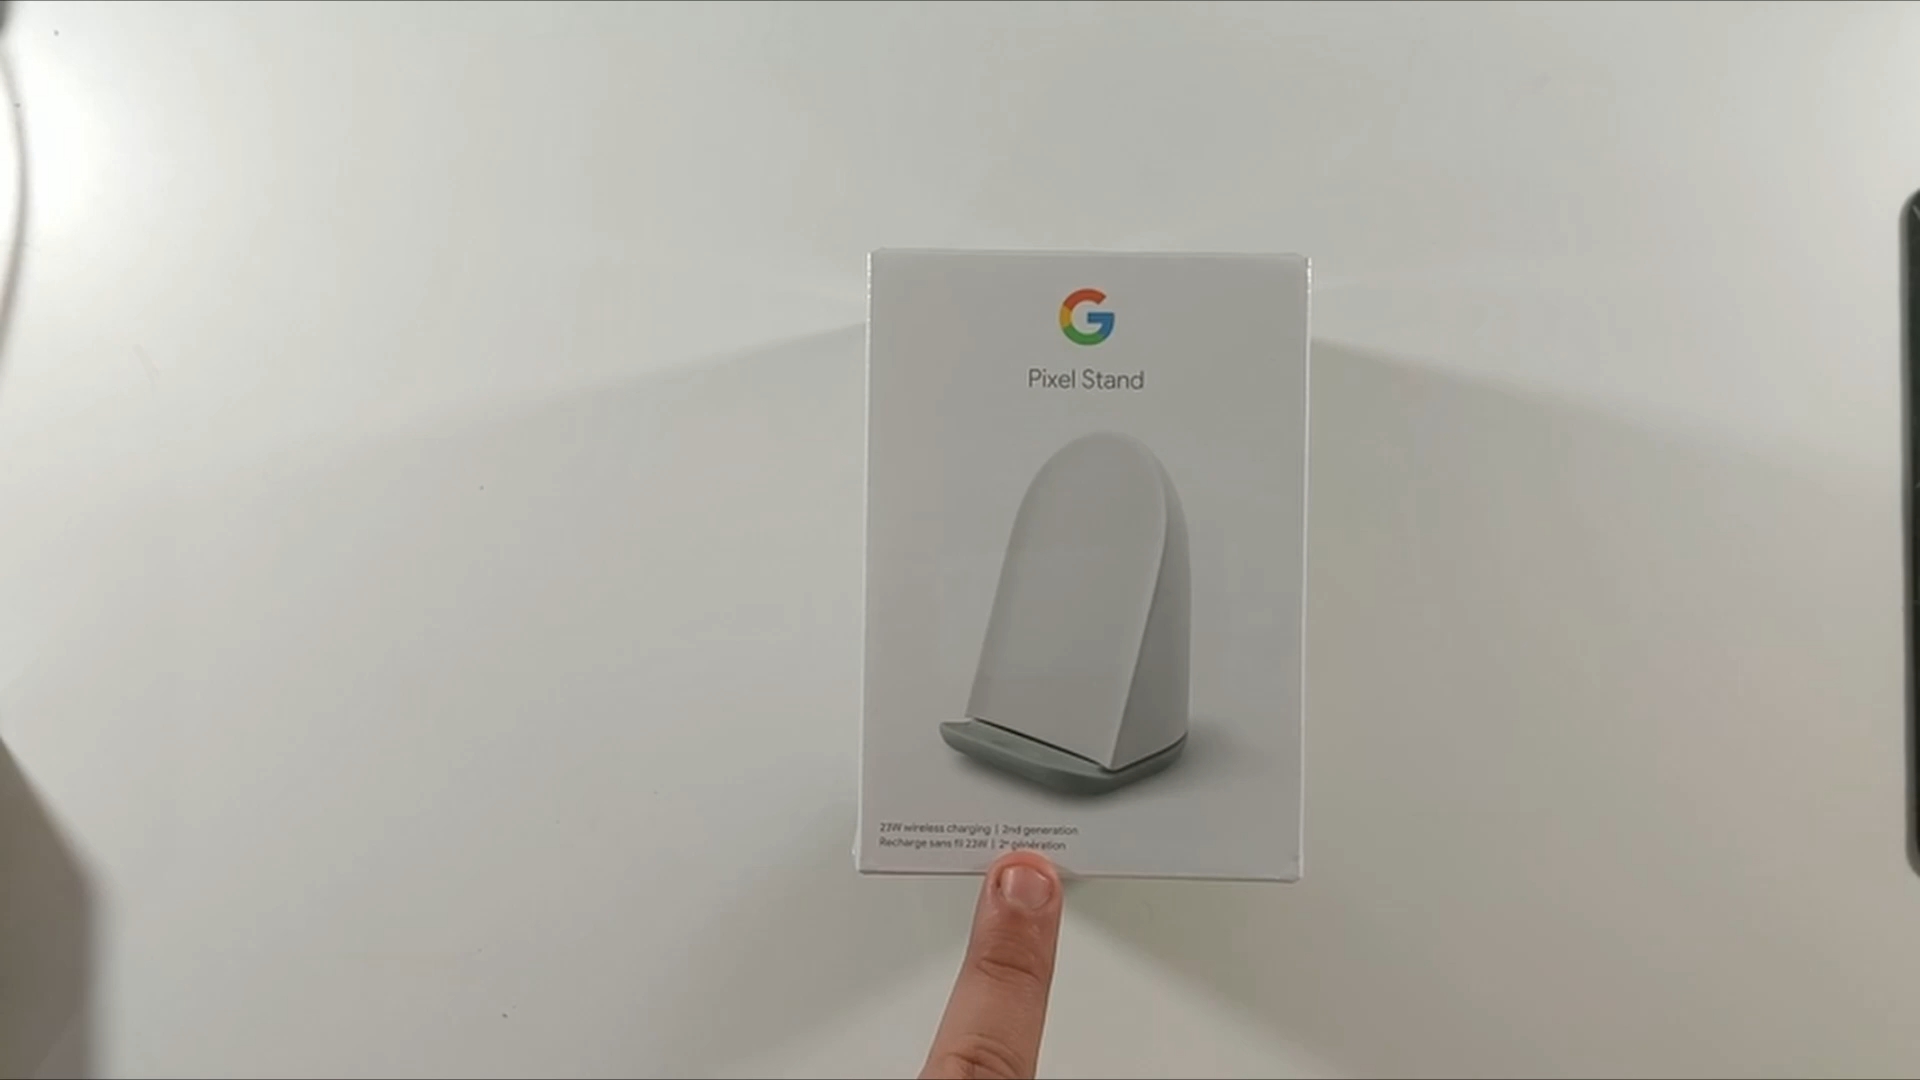 G
Pixel Stand
23W wireless charging | 2nd generation
Recharge sans fil 23W | 2e génération